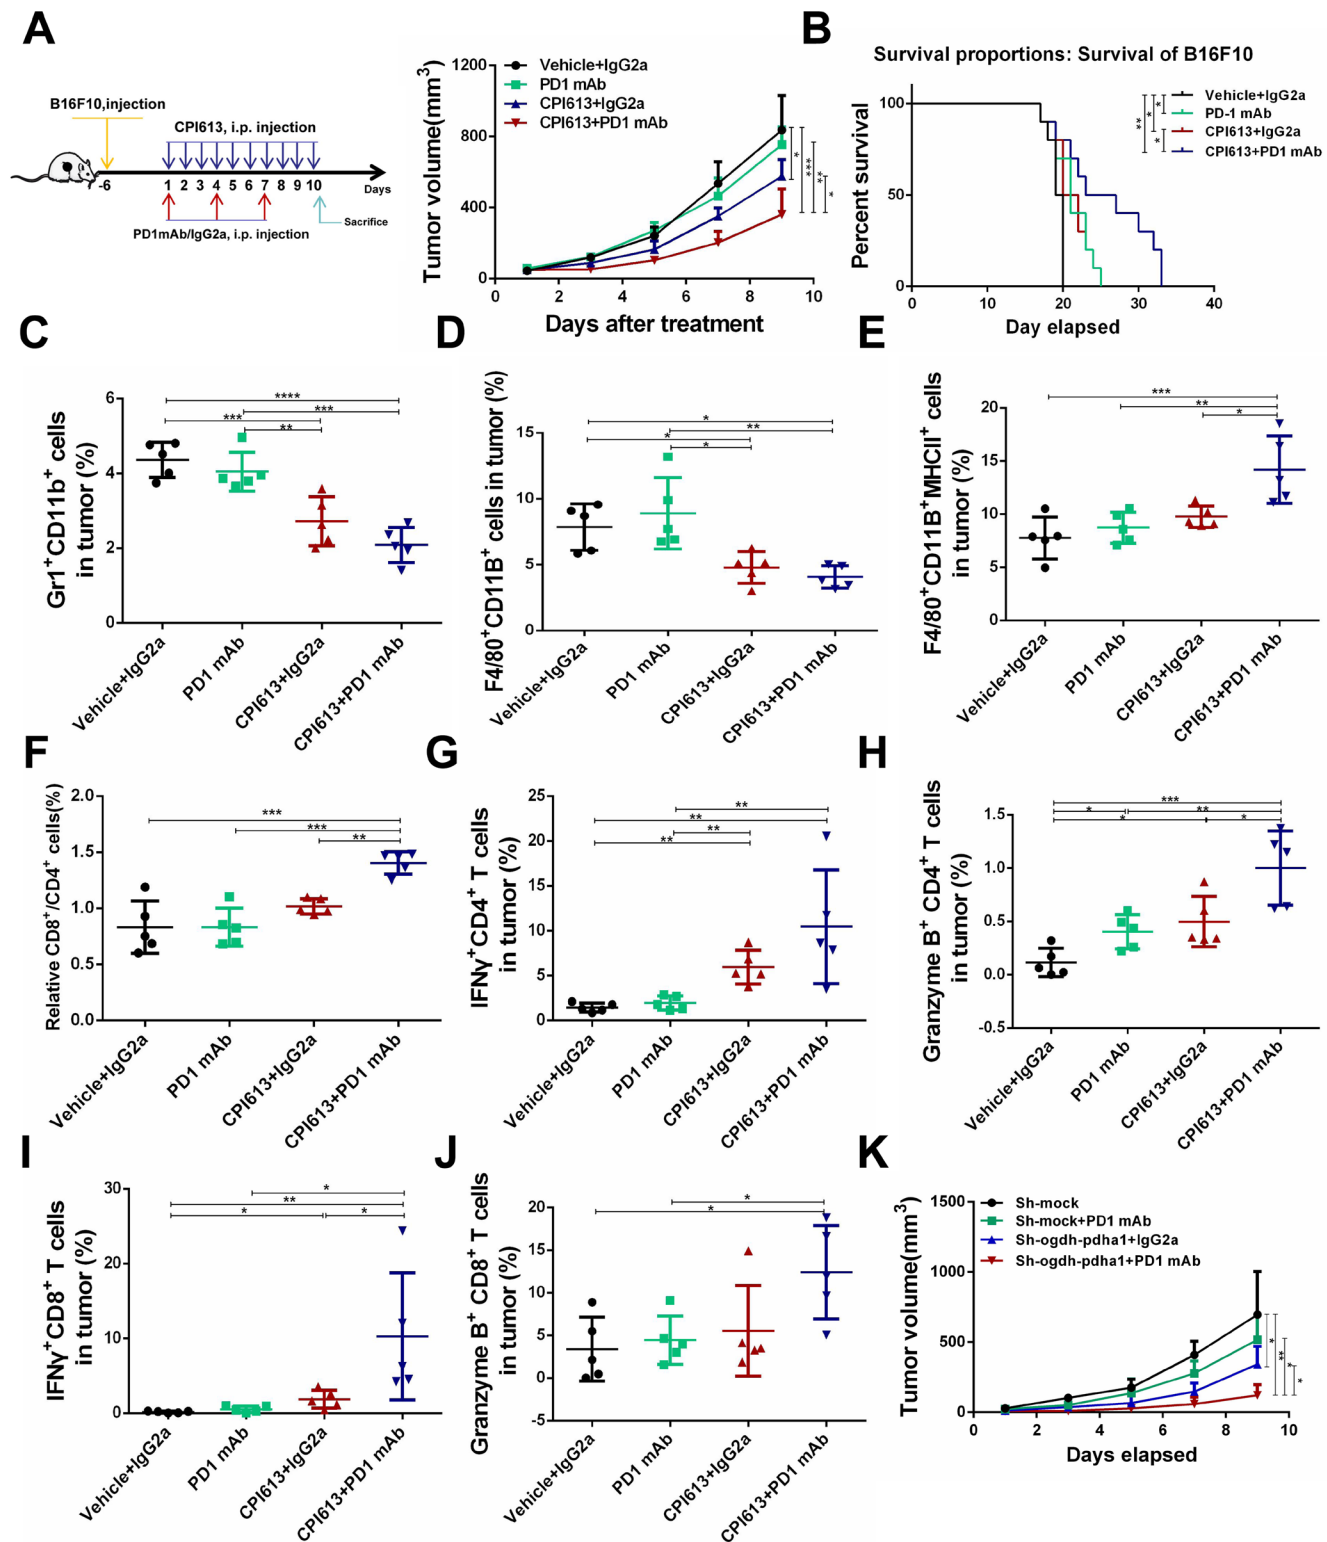 A
B16F10,injection
CPI613, i.p. injection
-6
1 2 3 4 5 6 7 8 9 10
Days
PD1mAb/IgG2a, i.p. injection
Sacrifice
Tumor volume(mm³)
1200
800
400
0
Vehicle+IgG2a
PD1 mAb
CPI613+IgG2a
CPI613+PD1 mAb
*
***
**
*
0 2 4 6 8 10
Days after treatment
B
Survival proportions: Survival of B16F10
Percent survival
100
50
0
Vehicle+IgG2a
PD-1 mAb
CPI613+IgG2a
CPI613+PD1 mAb
**
*
*
*
0 10 20 30 40
Day elapsed
C
Gr1⁺CD11b⁺ cells
in tumor (%)
6
4
2
0
****
***
***
**
Vehicle+IgG2a
PD1 mAb
CPI613+IgG2a
CPI613+PD1 mAb
D
F4/80⁺CD11B⁺ cells in tumor (%)
15
10
5
0
*
**
*
*
Vehicle+IgG2a
PD1 mAb
CPI613+IgG2a
CPI613+PD1 mAb
E
F4/80⁺CD11B⁺MHCII⁺ cells
in tumor (%)
20
15
10
5
0
***
**
*
Vehicle+IgG2a
PD1 mAb
CPI613+IgG2a
CPI613+PD1 mAb
F
Relative CD8⁺/CD4⁺ cells(%)
2.0
1.5
1.0
0.5
0.0
***
***
**
Vehicle+IgG2a
PD1 mAb
CPI613+IgG2a
CPI613+PD1 mAb
G
IFNγ⁺CD4⁺ T cells
in tumor (%)
25
20
15
10
5
0
**
**
**
**
Vehicle+IgG2a
PD1 mAb
CPI613+IgG2a
CPI613+PD1 mAb
H
Granzyme B⁺ CD4⁺ T cells
in tumor (%)
1.5
1.0
0.5
0.0
-0.5
***
* **
* *
Vehicle+IgG2a
PD1 mAb
CPI613+IgG2a
CPI613+PD1 mAb
I
IFNγ⁺CD8⁺ T cells
in tumor (%)
30
20
10
0
*
**
* *
Vehicle+IgG2a
PD1 mAb
CPI613+IgG2a
CPI613+PD1 mAb
J
Granzyme B⁺ CD8⁺ T cells
in tumor (%)
20
15
10
5
0
-5
*
*
Vehicle+IgG2a
PD1 mAb
CPI613+IgG2a
CPI613+PD1 mAb
K
Tumor volume(mm³)
1500
1000
500
0
Sh-mock
Sh-mock+PD1 mAb
Sh-ogdh-pdha1+IgG2a
Sh-ogdh-pdha1+PD1 mAb
*
**
*
*
0 2 4 6 8 10
Days elapsed